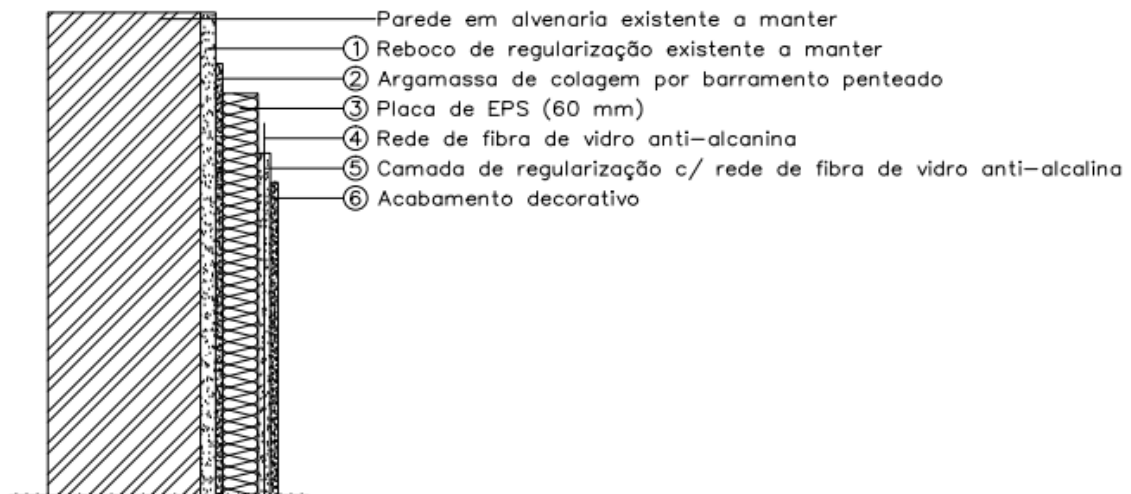 Parede em alvenaria existente a manter
1 Reboco de regularização existente a manter
2 Argamassa de colagem por barramento penteado
3 Placa de EPS (60 mm)
4 Rede de fibra de vidro anti-alcanina
5 Camada de regularização c/ rede de fibra de vidro anti-alcalina
6 Acabamento decorativo